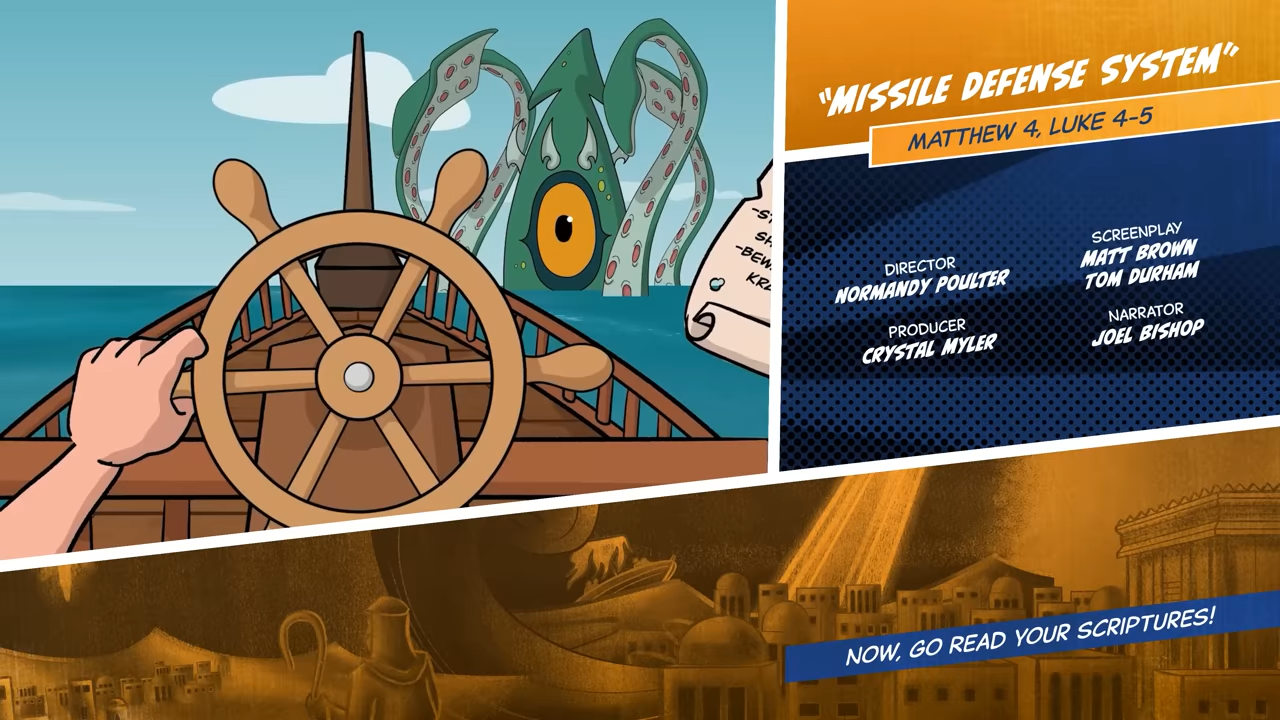 "MISSILE DEFENSE SYSTEM"
MATTHEW 4, LUKE 4-5
DIRECTOR
NORMANDY POULTER
PRODUCER
CRYSTAL MYLER
SCREENPLAY
MATT BROWN
TOM DURHAM
NARRATOR
JOEL BISHOP
NOW, GO READ YOUR SCRIPTURES!